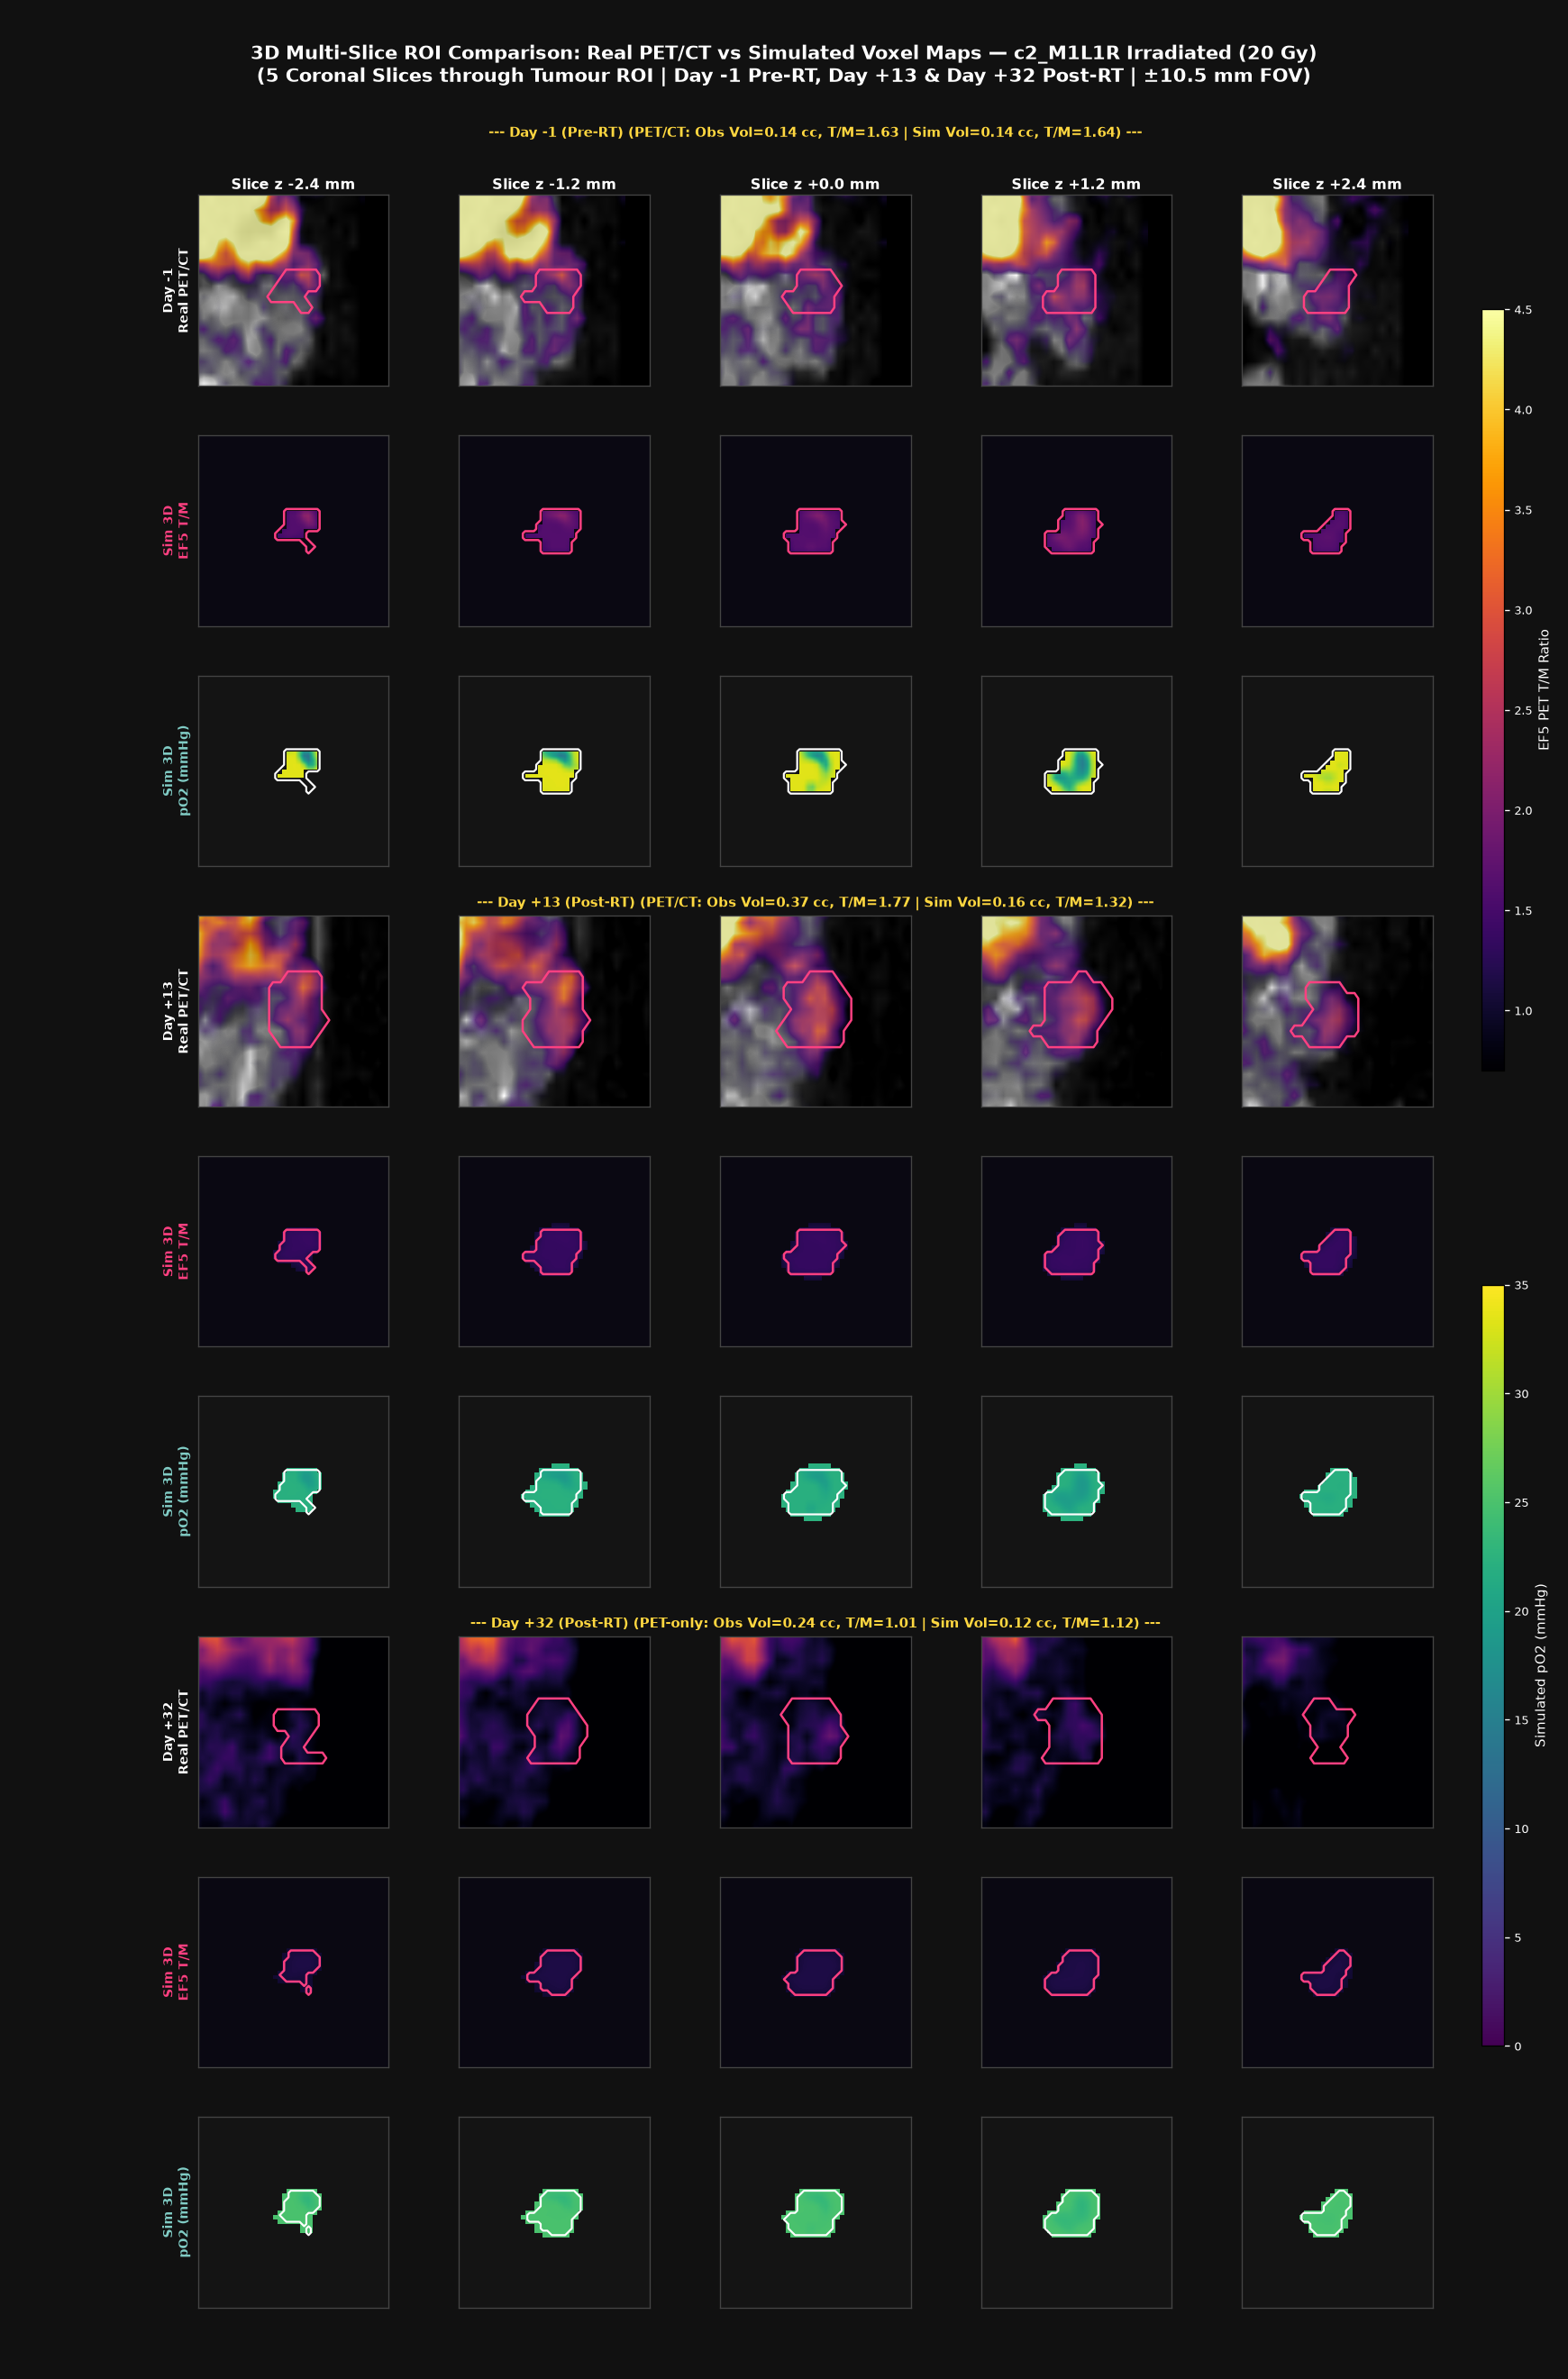 3D Multi-Slice ROI Comparison: Real PET/CT vs Simulated Voxel Maps — c2_M1L1R Irradiated (20 Gy)
(5 Coronal Slices through Tumour ROI | Day -1 Pre-RT, Day +13 & Day +32 Post-RT | ±10.5 mm FOV)
--- Day -1 (Pre-RT) (PET/CT: Obs Vol=0.14 cc, T/M=1.63 | Sim Vol=0.14 cc, T/M=1.64) ---
Slice z -2.4 mm
Slice z -1.2 mm
Slice z +0.0 mm
Slice z +1.2 mm
Slice z +2.4 mm
Day -1
Real PET/CT
Sim 3D
EF5 T/M
Sim 3D
pO2 (mmHg)
--- Day +13 (Post-RT) (PET/CT: Obs Vol=0.37 cc, T/M=1.77 | Sim Vol=0.16 cc, T/M=1.32) ---
Day +13
Real PET/CT
Sim 3D
EF5 T/M
Sim 3D
pO2 (mmHg)
--- Day +32 (Post-RT) (PET-only: Obs Vol=0.24 cc, T/M=1.01 | Sim Vol=0.12 cc, T/M=1.12) ---
Day +32
Real PET/CT
Sim 3D
EF5 T/M
Sim 3D
pO2 (mmHg)
4.5
4.0
3.5
3.0
2.5
2.0
1.5
1.0
EF5 PET T/M Ratio
35
30
25
20
15
10
5
0
Simulated pO2 (mmHg)